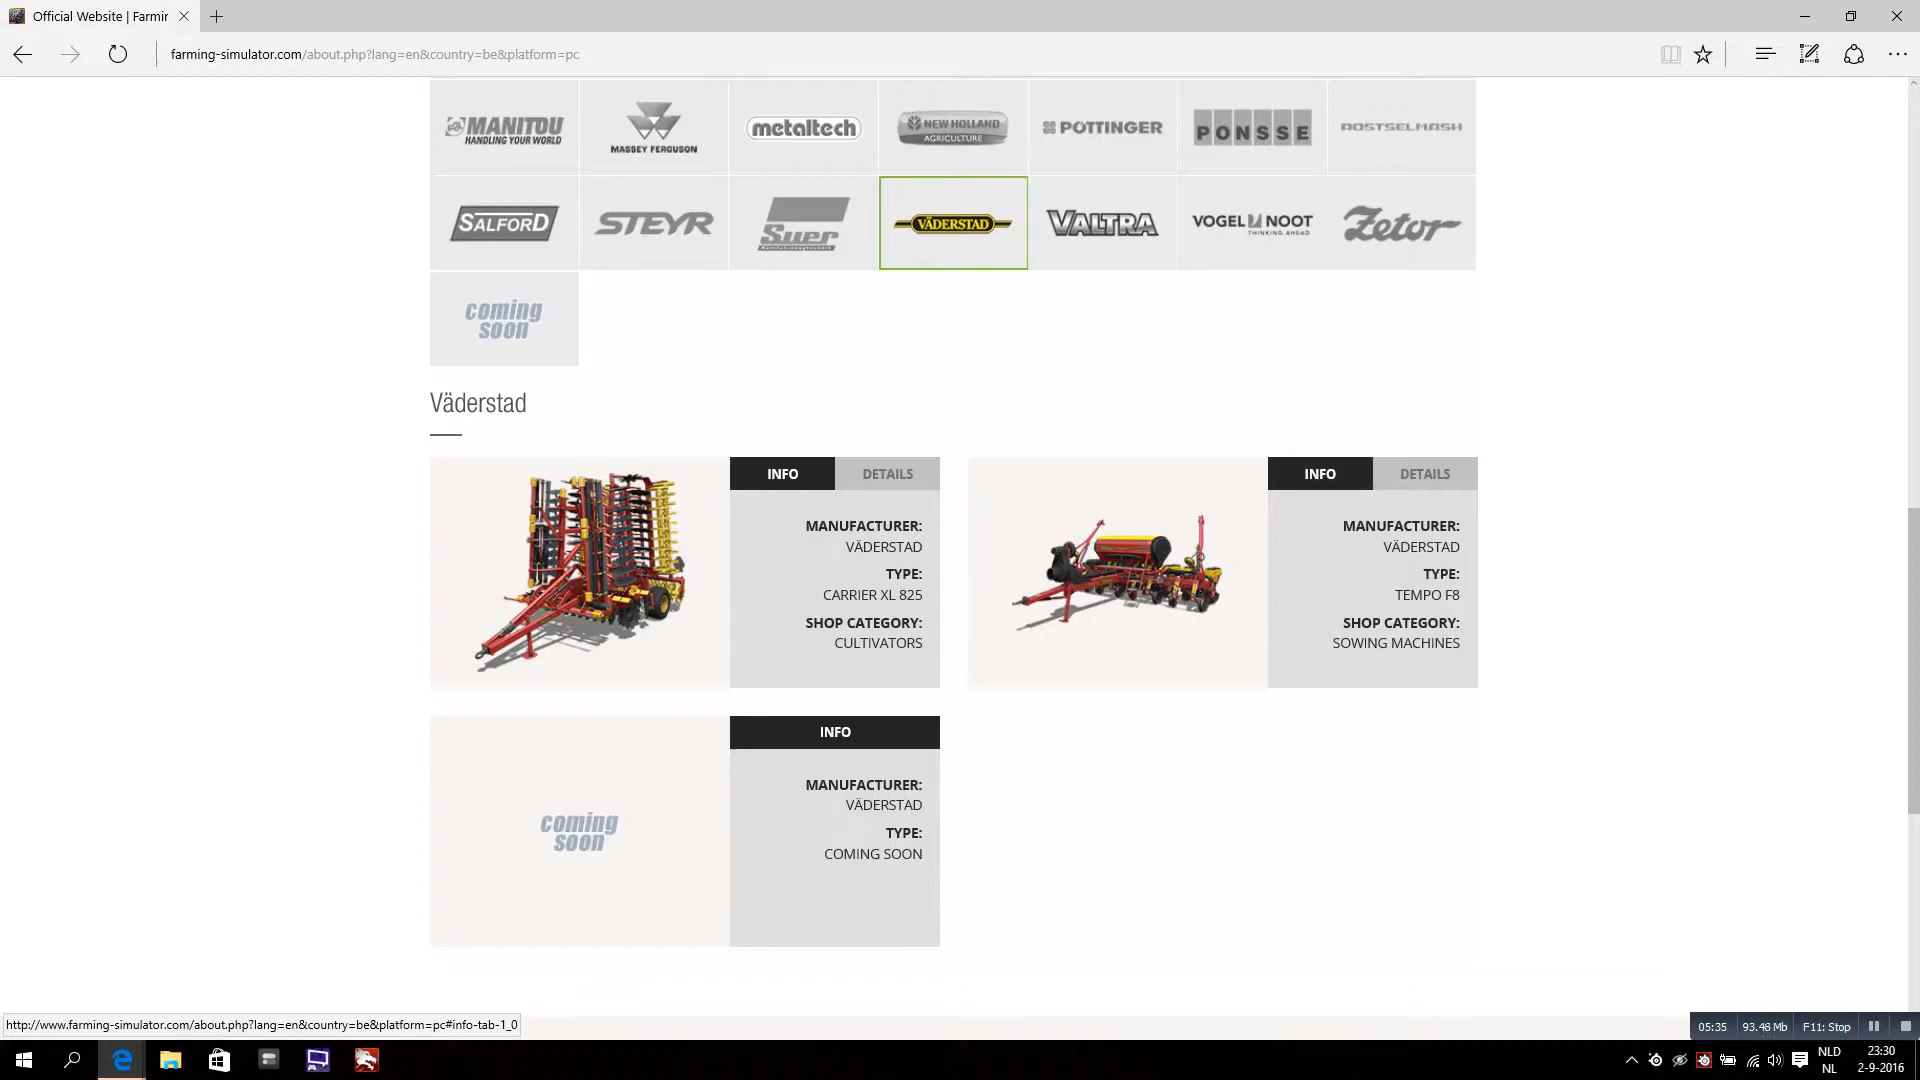 Official Website | Farmir
farming-simulator.com/about.php?lang=en&country=be&platform=pc
MANITOU
HANDLING YOUR WORLD
MASSEY FERGUSON
metaltech
NEW HOLLAND
AGRICULTURE
PÖTTINGER
PONSSE
ROSTSELMASH
SALFORD
STEYR
Suer
VÄDERSTAD
VALTRA
VOGEL NOOT
THINKING. AHEAD
Zetor
coming
soon
Väderstad
INFO
DETAILS
MANUFACTURER:
VÄDERSTAD
TYPE:
CARRIER XL 825
SHOP CATEGORY:
CULTIVATORS
INFO
DETAILS
MANUFACTURER:
VÄDERSTAD
TYPE:
TEMPO F8
SHOP CATEGORY:
SOWING MACHINES
coming
soon
INFO
MANUFACTURER:
VÄDERSTAD
TYPE:
COMING SOON
http://www.farming-simulator.com/about.php?lang=en&country=be&platform=pc#info-tab-1_0
05:35 93.48 Mb F11: Stop
NLD
NL
23:30
2-9-2016